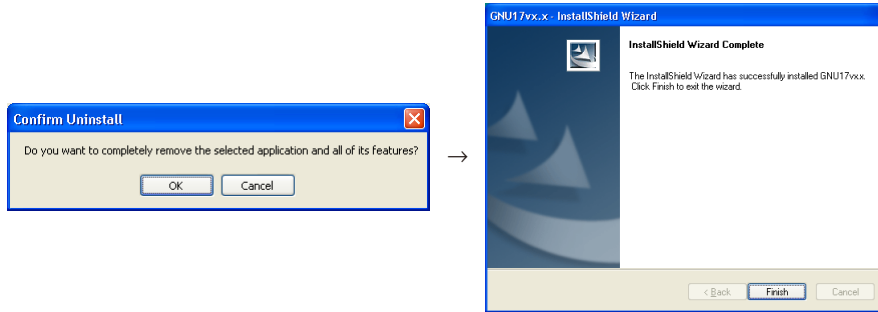 Confirm Uninstall
Do you want to completely remove the selected application and all of its features?
OK Cancel
→
GNU17vx.x - InstallShield Wizard
InstallShield Wizard Complete
The InstallShield Wizard has successfully installed GNU17vx.x.
Click Finish to exit the wizard.
< Back Finish Cancel